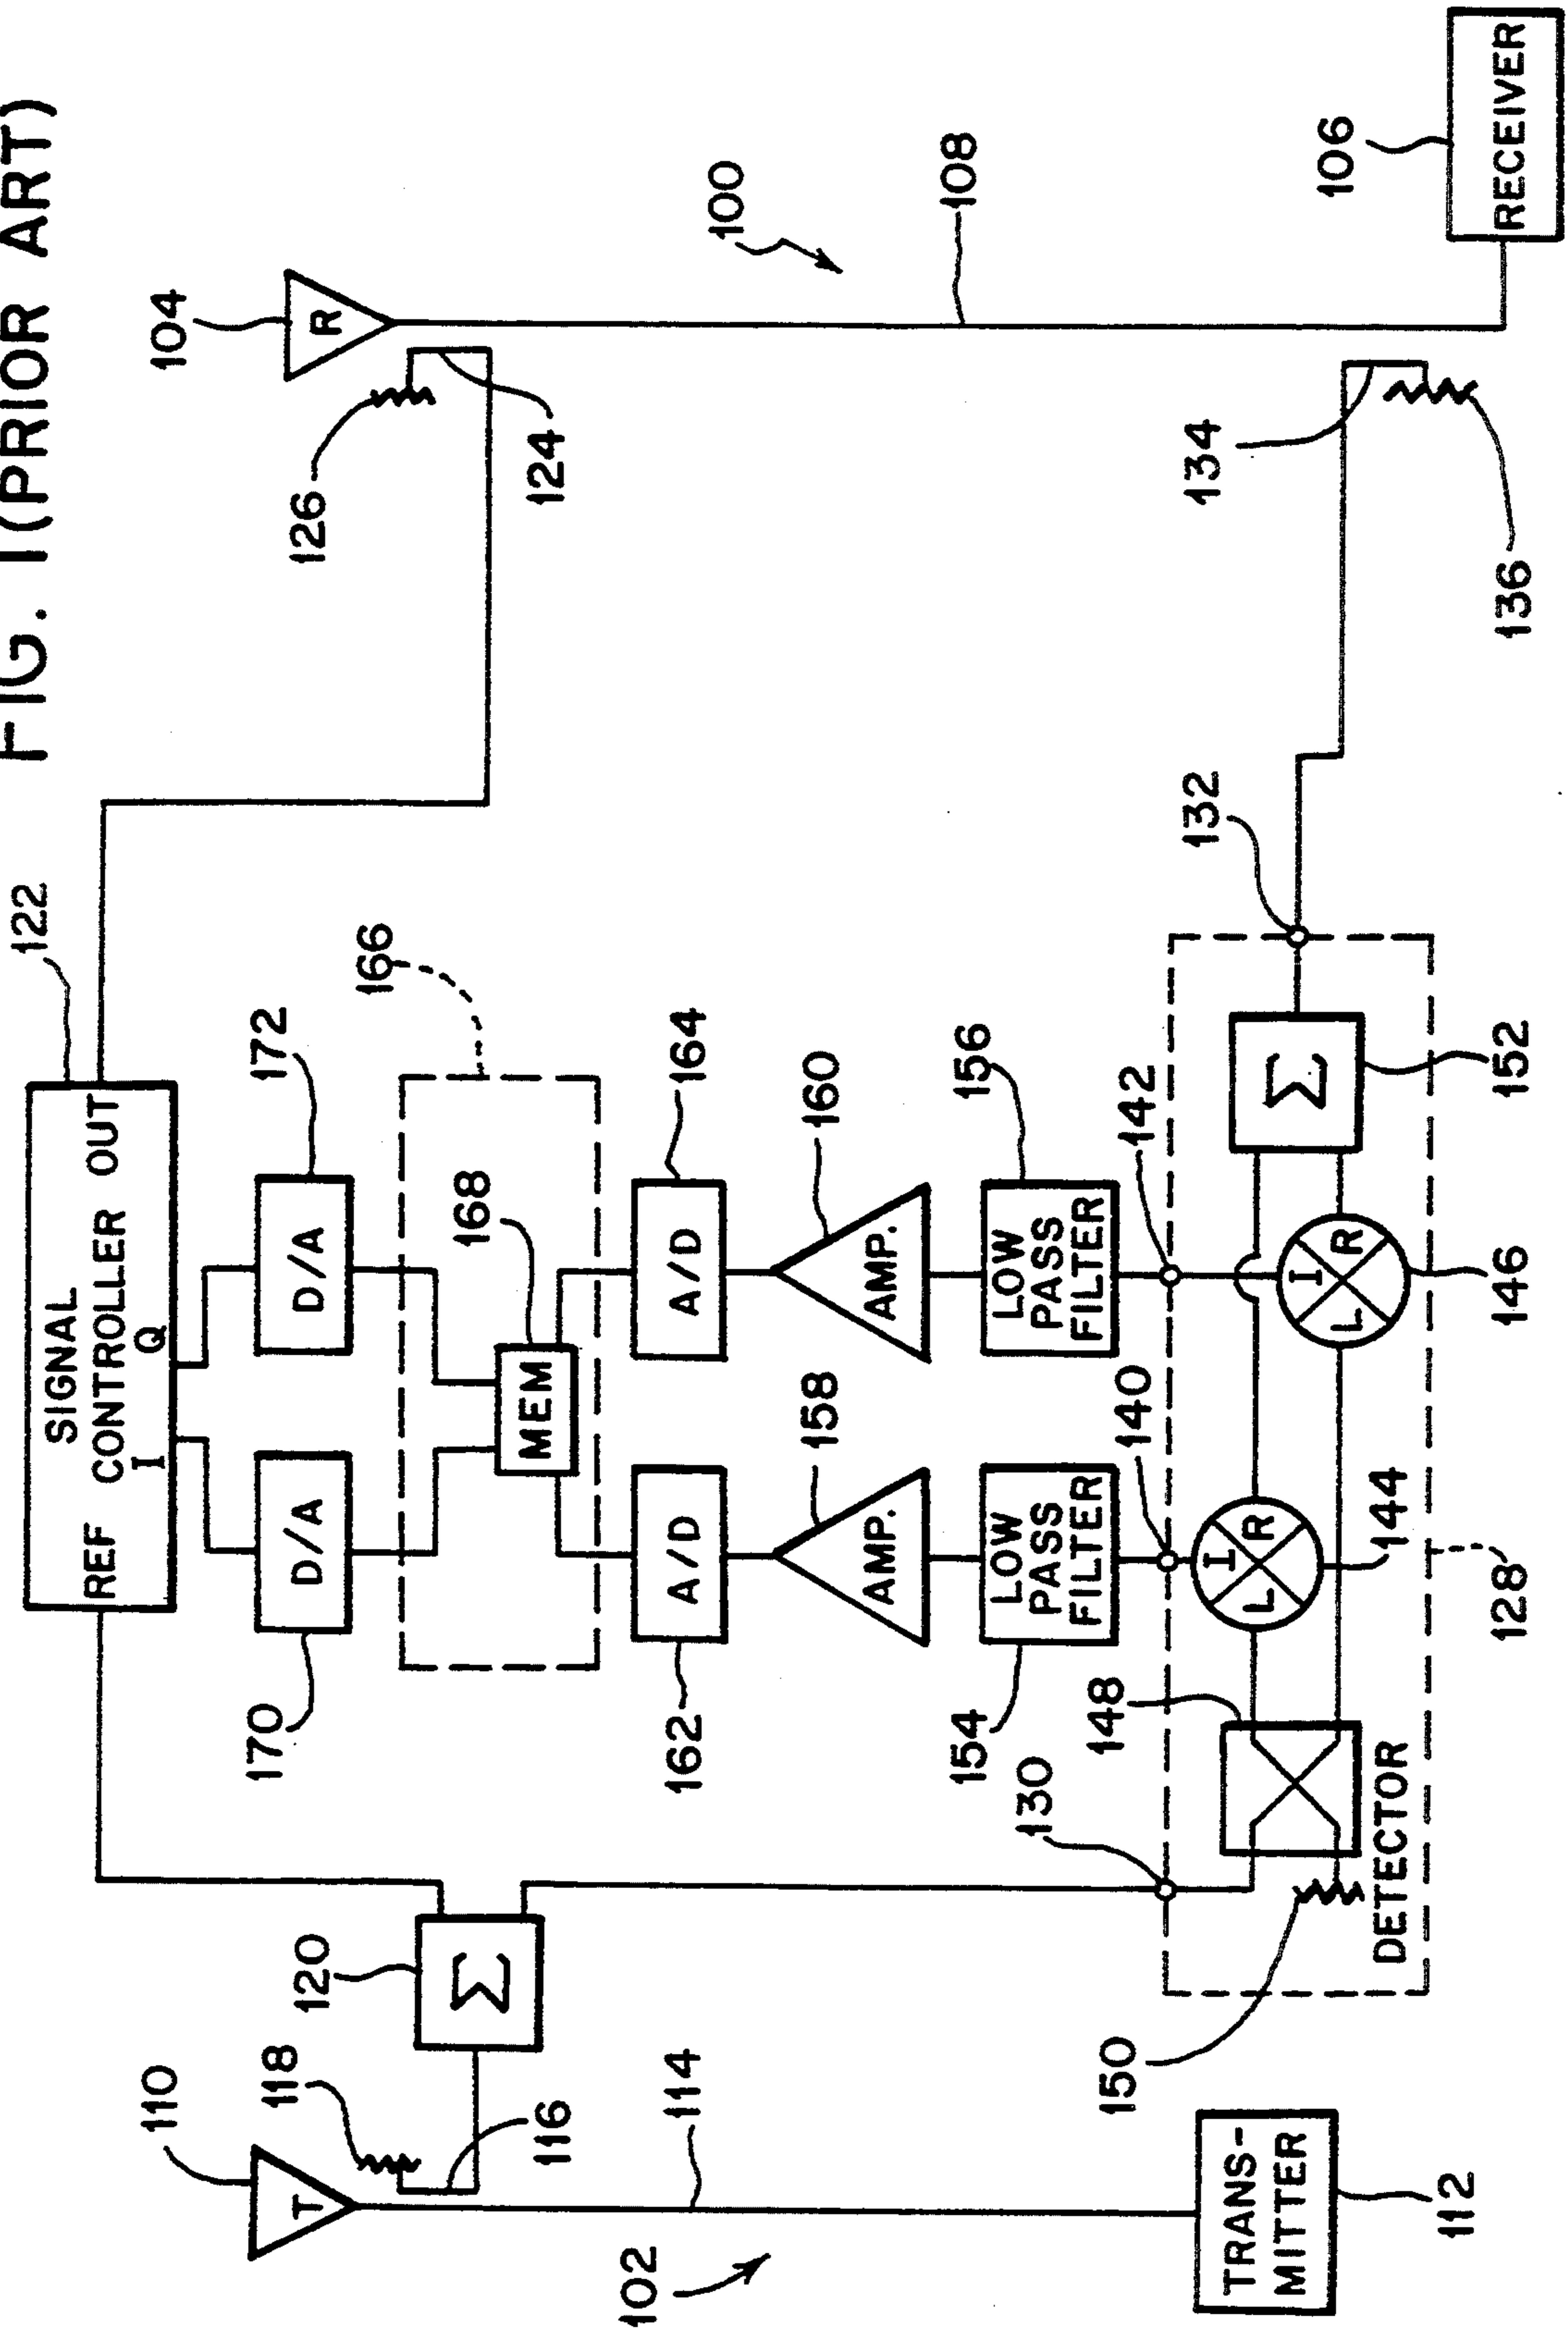 FIG. 1 (PRIOR ART)
122
SIGNAL
CONTROLLER
REF
OUT
I
Q
104
R
126
124
100
108
106
RECEIVER
134
136
132
172
D/A
170
D/A
166
168
MEM
164
A/D
162
A/D
160
AMP.
158
AMP.
156
LOW
PASS
FILTER
154
LOW
PASS
FILTER
142
140
130
148
152
Σ
I
L
R
146
I
L
R
144
128
150
DETECTOR
120
Σ
110
T
118
116
114
102
112
TRANS-
MITTER